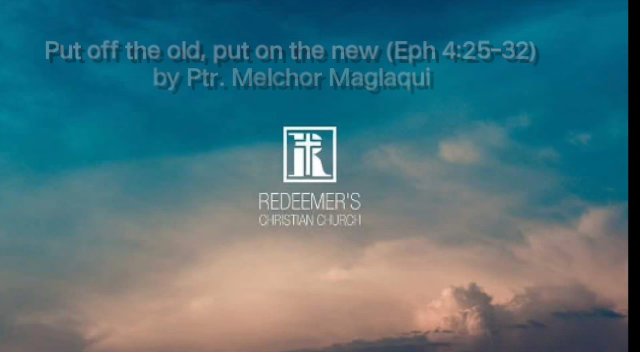 Put off the old, put on the new (Eph 4:25-32)
by Ptr. Melchor Maglaqui
REDEEMER'S
CHRISTIAN CHURCH